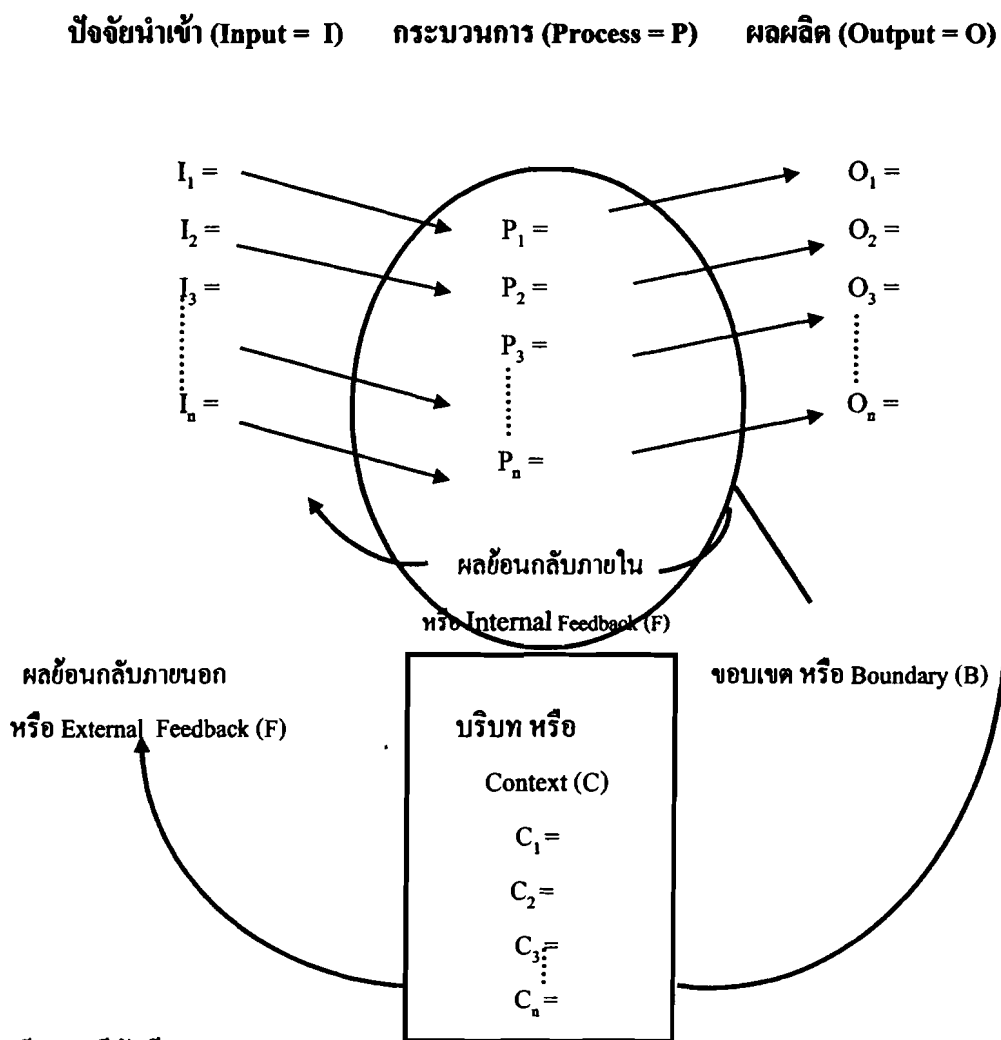 ปัจจัยนำเข้า (Input = I) กระบวนการ (Process = P) ผลผลิต (Output = O)
I₁ = P₁ = O₁ =
I₂ = P₂ = O₂ =
I₃ = P₃ = O₃ =
Iₙ = Pₙ = Oₙ =
ผลย้อนกลับภายใน
หรือ Internal Feedback (F)
ผลย้อนกลับภายนอก
หรือ External Feedback (F)
ขอบเขต หรือ Boundary (B)
บริบท หรือ
Context (C)
C₁ =
C₂ =
C₃ =
Cₙ =